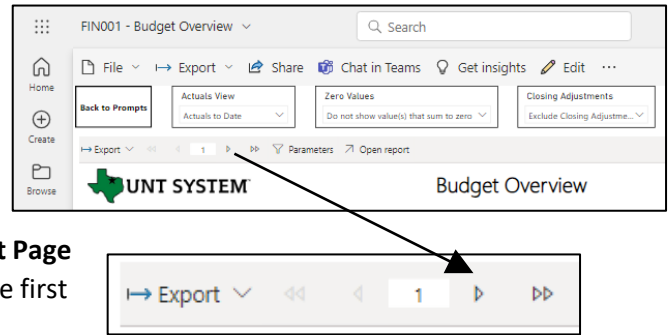 FIN001 - Budget Overview
Search
File Export Share Chat in Teams Get insights Edit ...
Home
Back to Prompts
Actuals View
Actuals to Date
Zero Values
Do not show value(s) that sum to zero
Closing Adjustments
Exclude Closing Adjustme...
Create
Export 1 Parameters Open report
Browse
UNT SYSTEM
Budget Overview
t Page
e first
Export 1